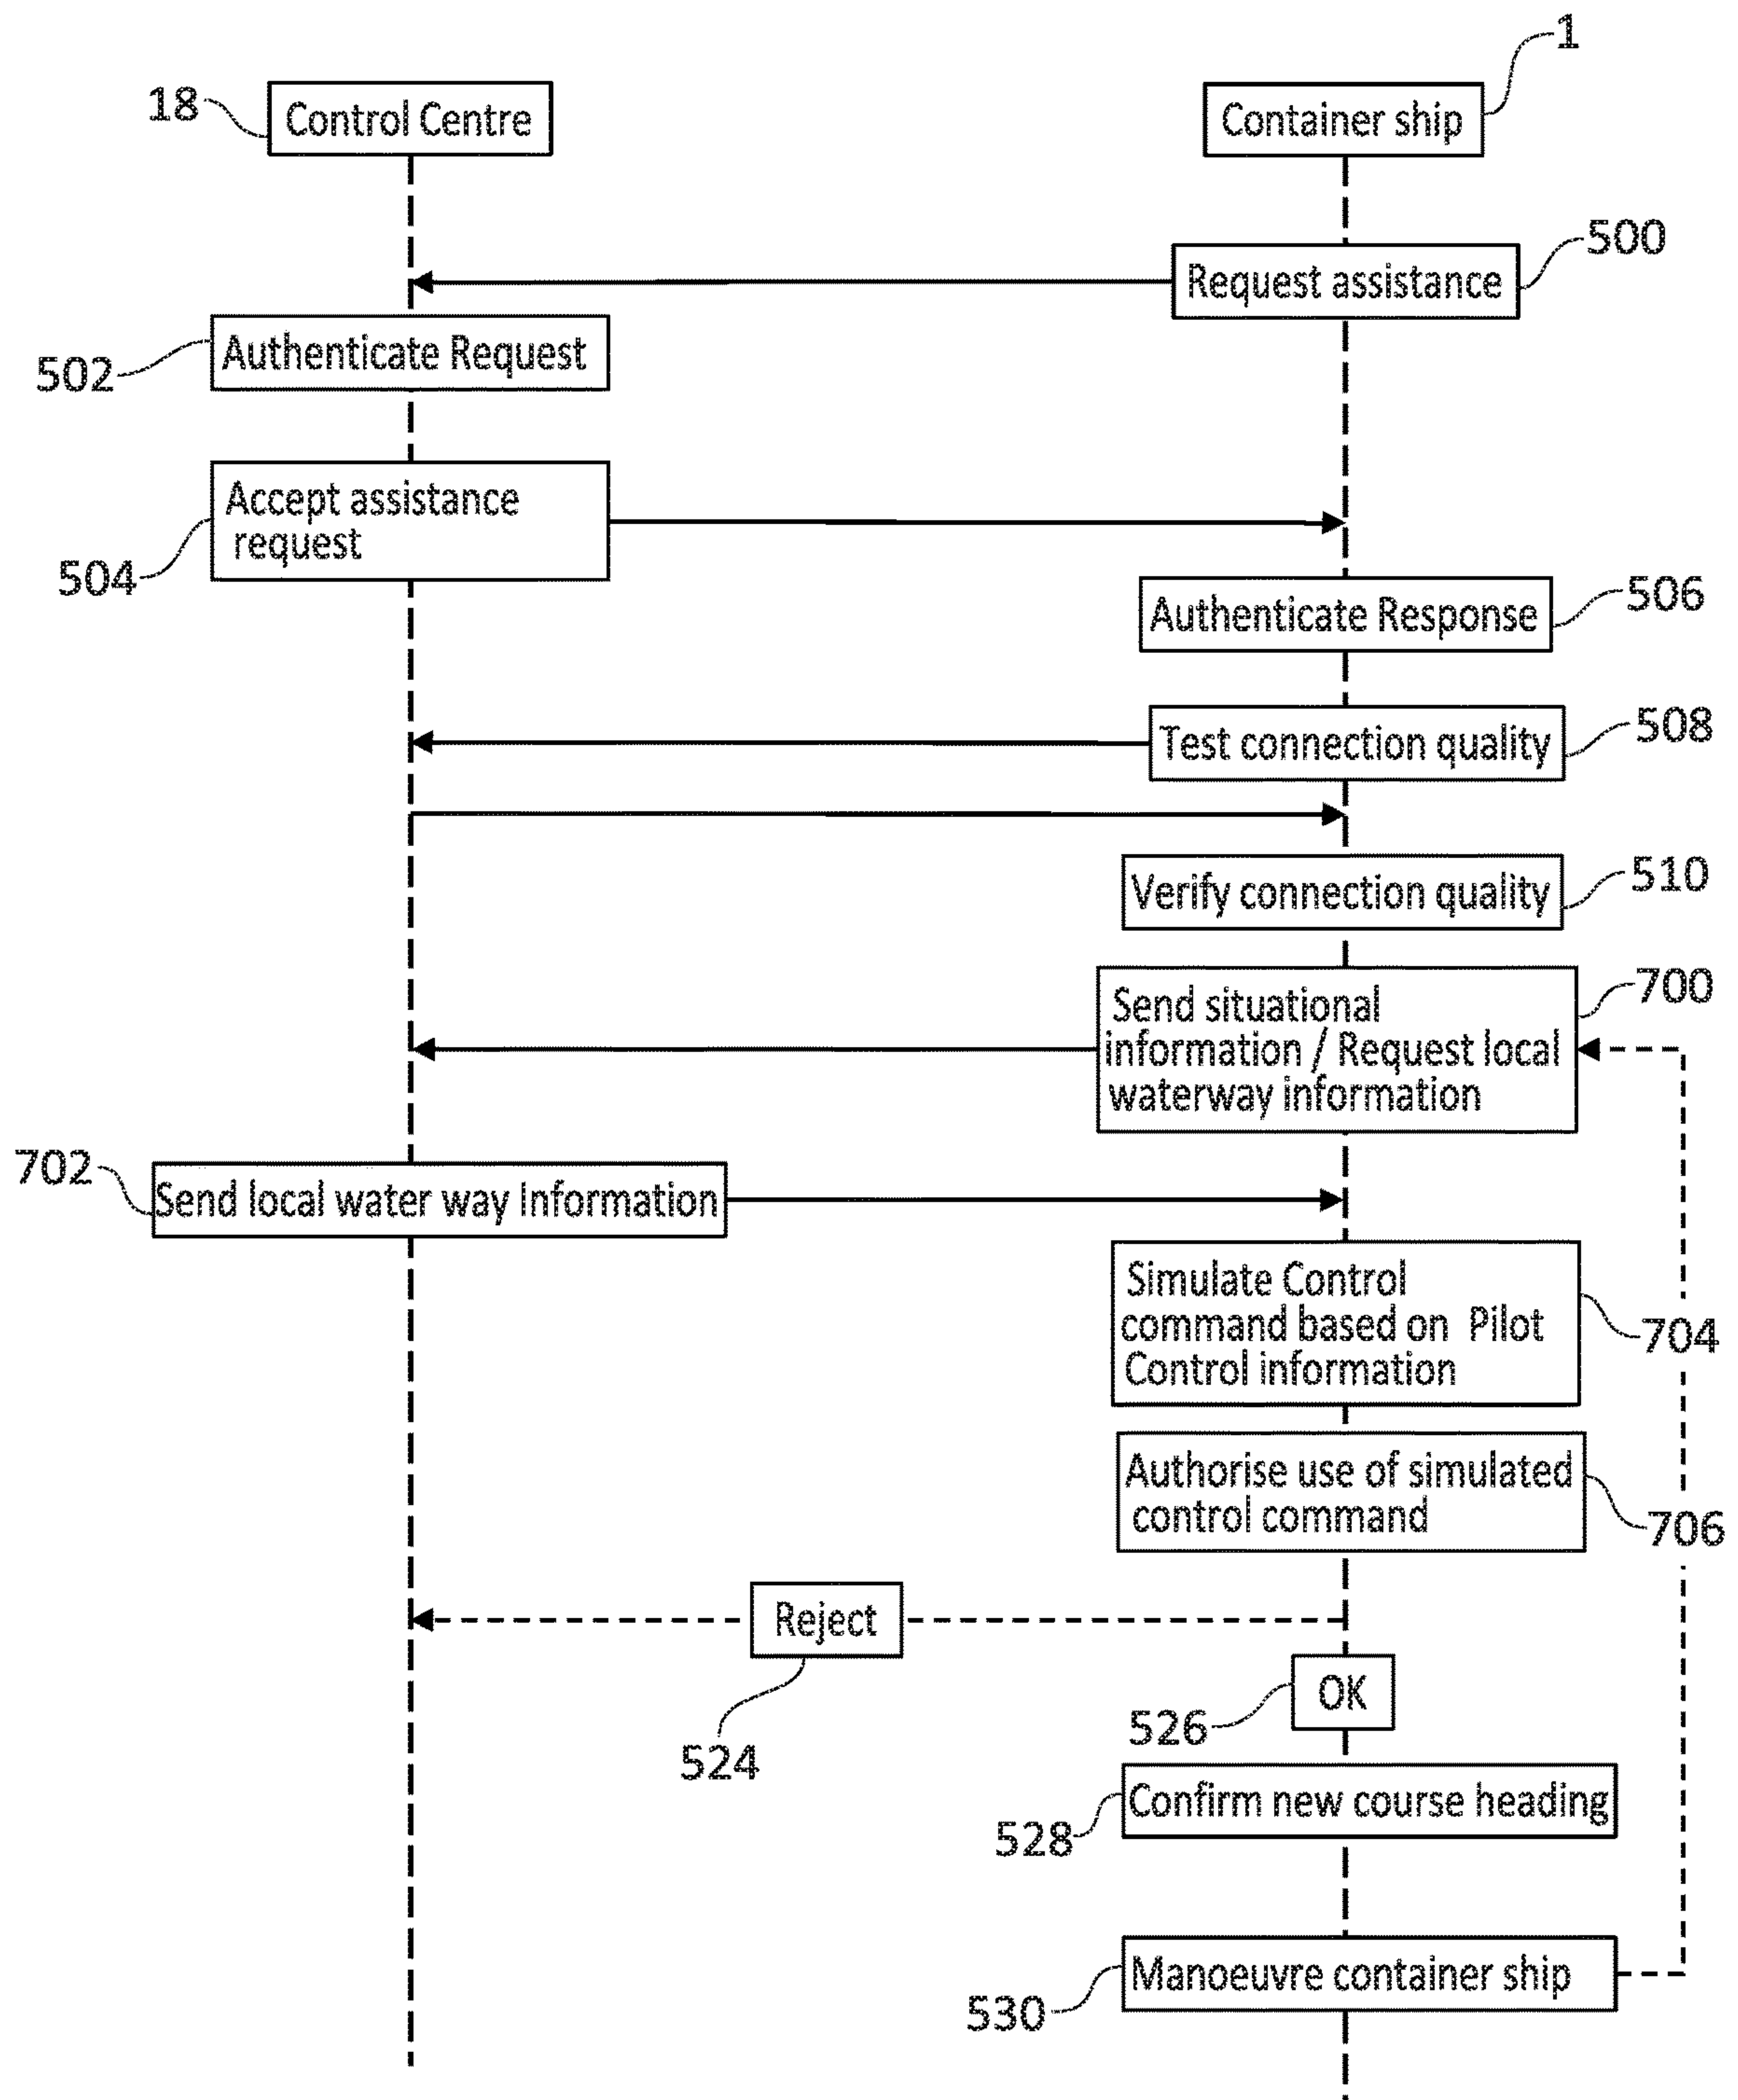 1
18
Control Centre
Container ship
500
Request assistance
502
Authenticate Request
504
Accept assistance
request
506
Authenticate Response
508
Test connection quality
510
Verify connection quality
700
Send situational
information / Request local
waterway information
702
Send local water way Information
Simulate Control
command based on Pilot
Control information
704
Authorise use of simulated
control command
706
Reject
524
OK
526
Confirm new course heading
528
Manoeuvre container ship
530